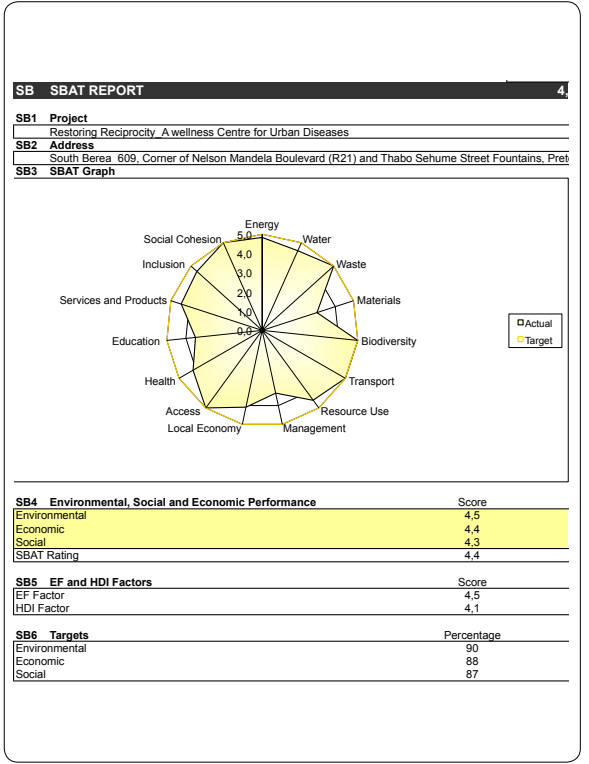 SB SBAT REPORT 4,
SB1 Project
Restoring Reciprocity_A wellness Centre for Urban Diseases
SB2 Address
South Berea 609, Corner of Nelson Mandela Boulevard (R21) and Thabo Sehume Street Fountains, Pret
SB3 SBAT Graph
Energy
Social Cohesion 5,0 Water
4,0
Inclusion Waste
3,0
Services and Products 2,0 Materials
1,0
0,0
Education Biodiversity
Actual
Target
Health Transport
Access Resource Use
Local Economy Management
SB4 Environmental, Social and Economic Performance Score
Environmental 4,5
Economic 4,4
Social 4,3
SBAT Rating 4,4
SB5 EF and HDI Factors Score
EF Factor 4,5
HDI Factor 4,1
SB6 Targets Percentage
Environmental 90
Economic 88
Social 87